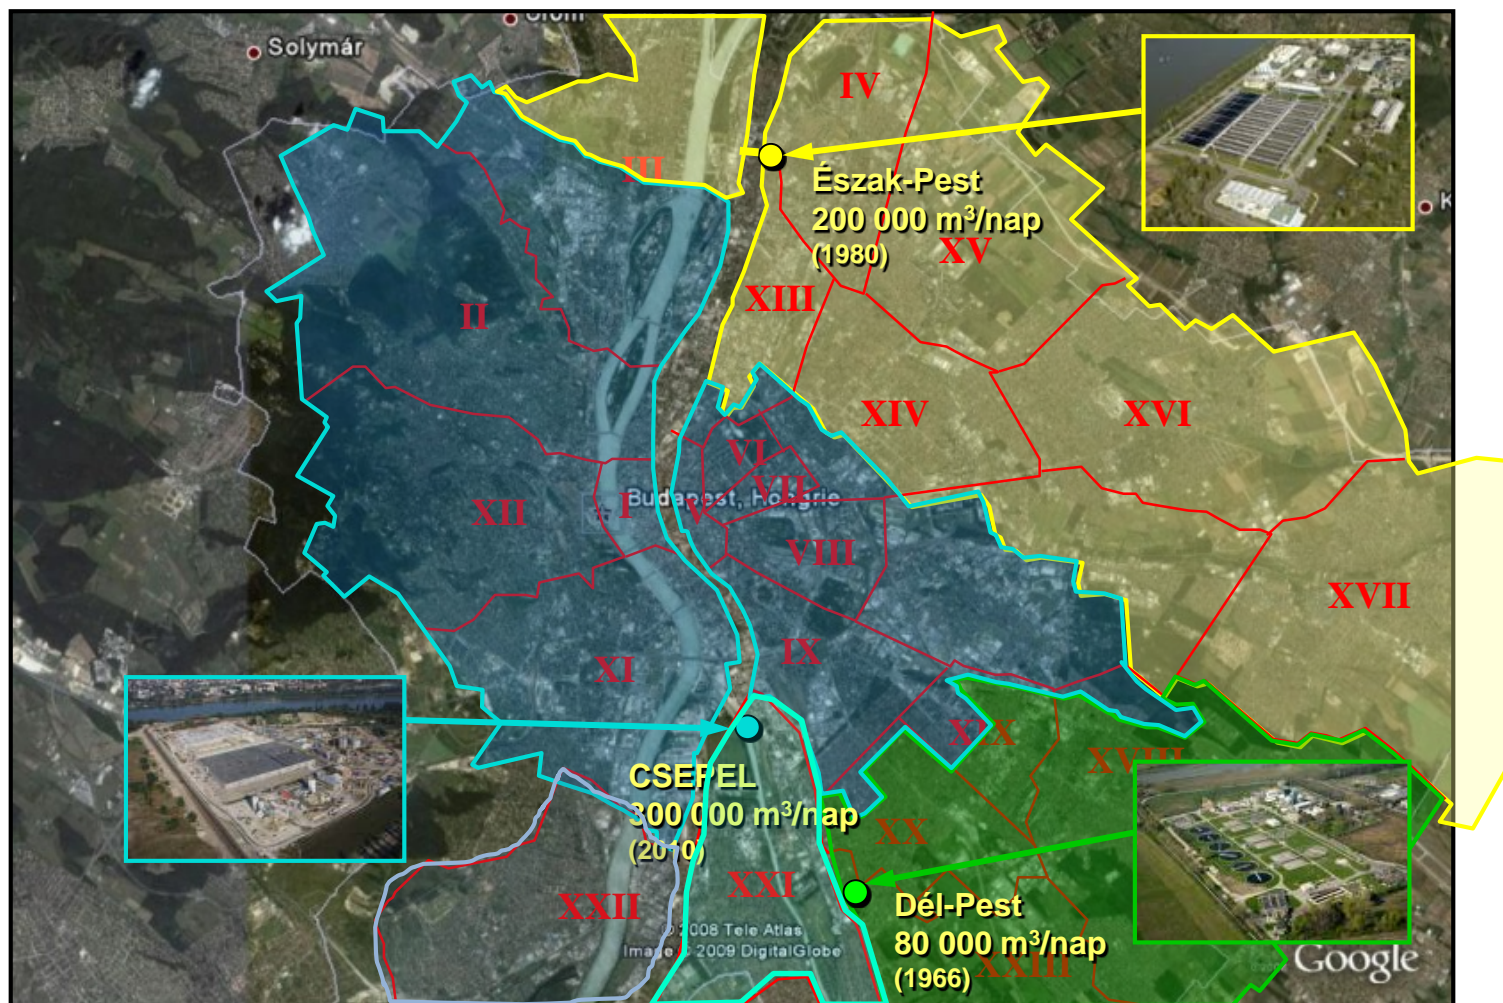 Solymár
IV
III
Észak-Pest
200 000 m³/nap
(1980)
XV
XIII
II
XIV
XVI
VI
VII
XII
I
Budapest, Hongrie
V
VIII
XVII
IX
XI
XIX
XVIII
CSEPEL
300 000 m³/nap
(2010)
XX
XXI
XXII
Dél-Pest
80 000 m³/nap
(1966)
XXIII
© 2008 Tele Atlas
Image © 2009 DigitalGlobe
Google